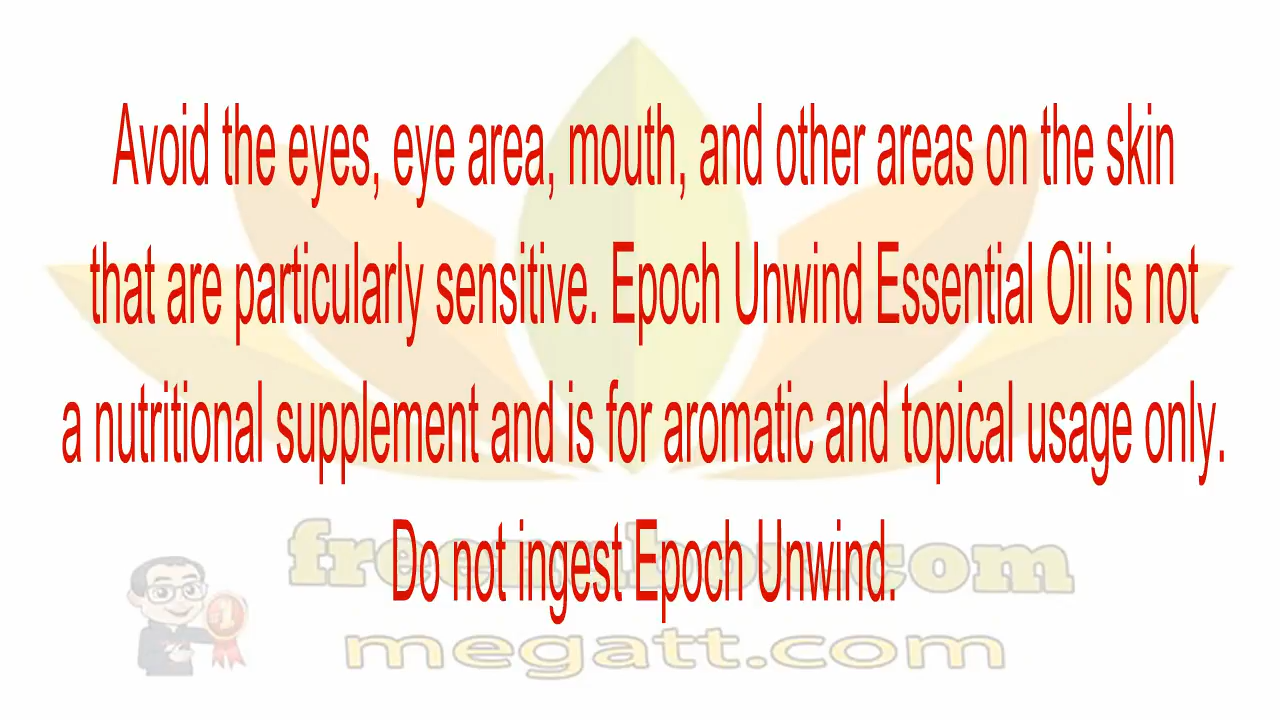 Avoid the eyes, eye area, mouth, and other areas on the skin
that are particularly sensitive. Epoch Unwind Essential Oil is not
a nutritional supplement and is for aromatic and topical usage only.
Do not ingest Epoch Unwind.
#1
megatt.com